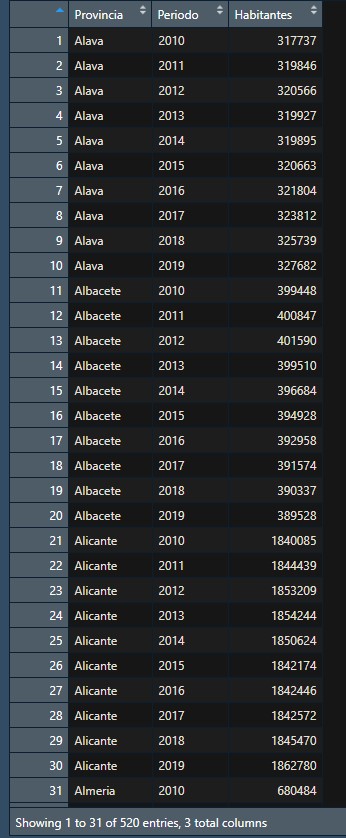 Provincia Periodo Habitantes
1 Alava 2010 317737
2 Alava 2011 319846
3 Alava 2012 320566
4 Alava 2013 319927
5 Alava 2014 319895
6 Alava 2015 320663
7 Alava 2016 321804
8 Alava 2017 323812
9 Alava 2018 325739
10 Alava 2019 327682
11 Albacete 2010 399448
12 Albacete 2011 400847
13 Albacete 2012 401590
14 Albacete 2013 399510
15 Albacete 2014 396684
16 Albacete 2015 394928
17 Albacete 2016 392958
18 Albacete 2017 391574
19 Albacete 2018 390337
20 Albacete 2019 389528
21 Alicante 2010 1840085
22 Alicante 2011 1844439
23 Alicante 2012 1853209
24 Alicante 2013 1854244
25 Alicante 2014 1850624
26 Alicante 2015 1842174
27 Alicante 2016 1842446
28 Alicante 2017 1842572
29 Alicante 2018 1845470
30 Alicante 2019 1862780
31 Almeria 2010 680484
Showing 1 to 31 of 520 entries, 3 total columns